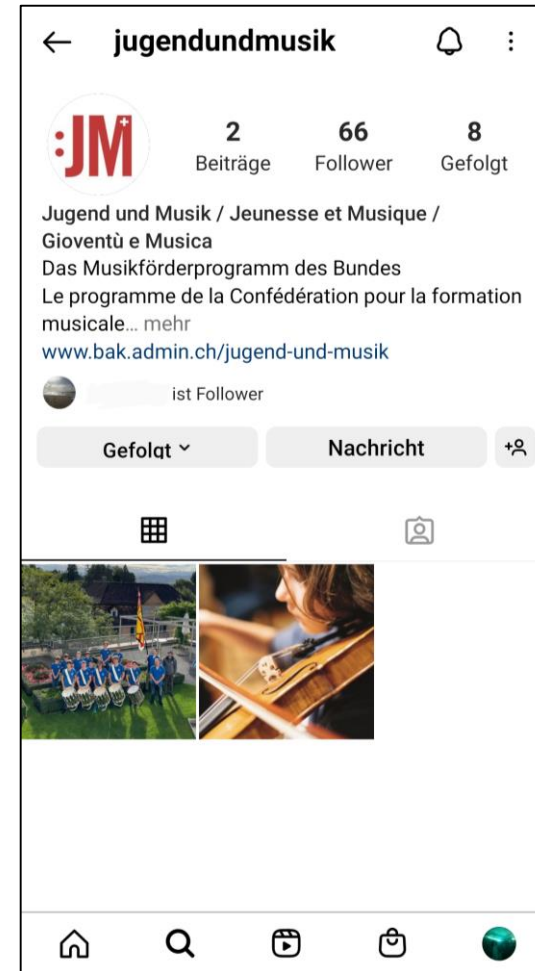 jugendundmusik
:JM
2 66 8
Beiträge Follower Gefolgt
Jugend und Musik / Jeunesse et Musique /
Gioventù e Musica
Das Musikförderprogramm des Bundes
Le programme de la Confédération pour la formation
musicale... mehr
www.bak.admin.ch/jugend-und-musik
ist Follower
Gefolgt Nachricht